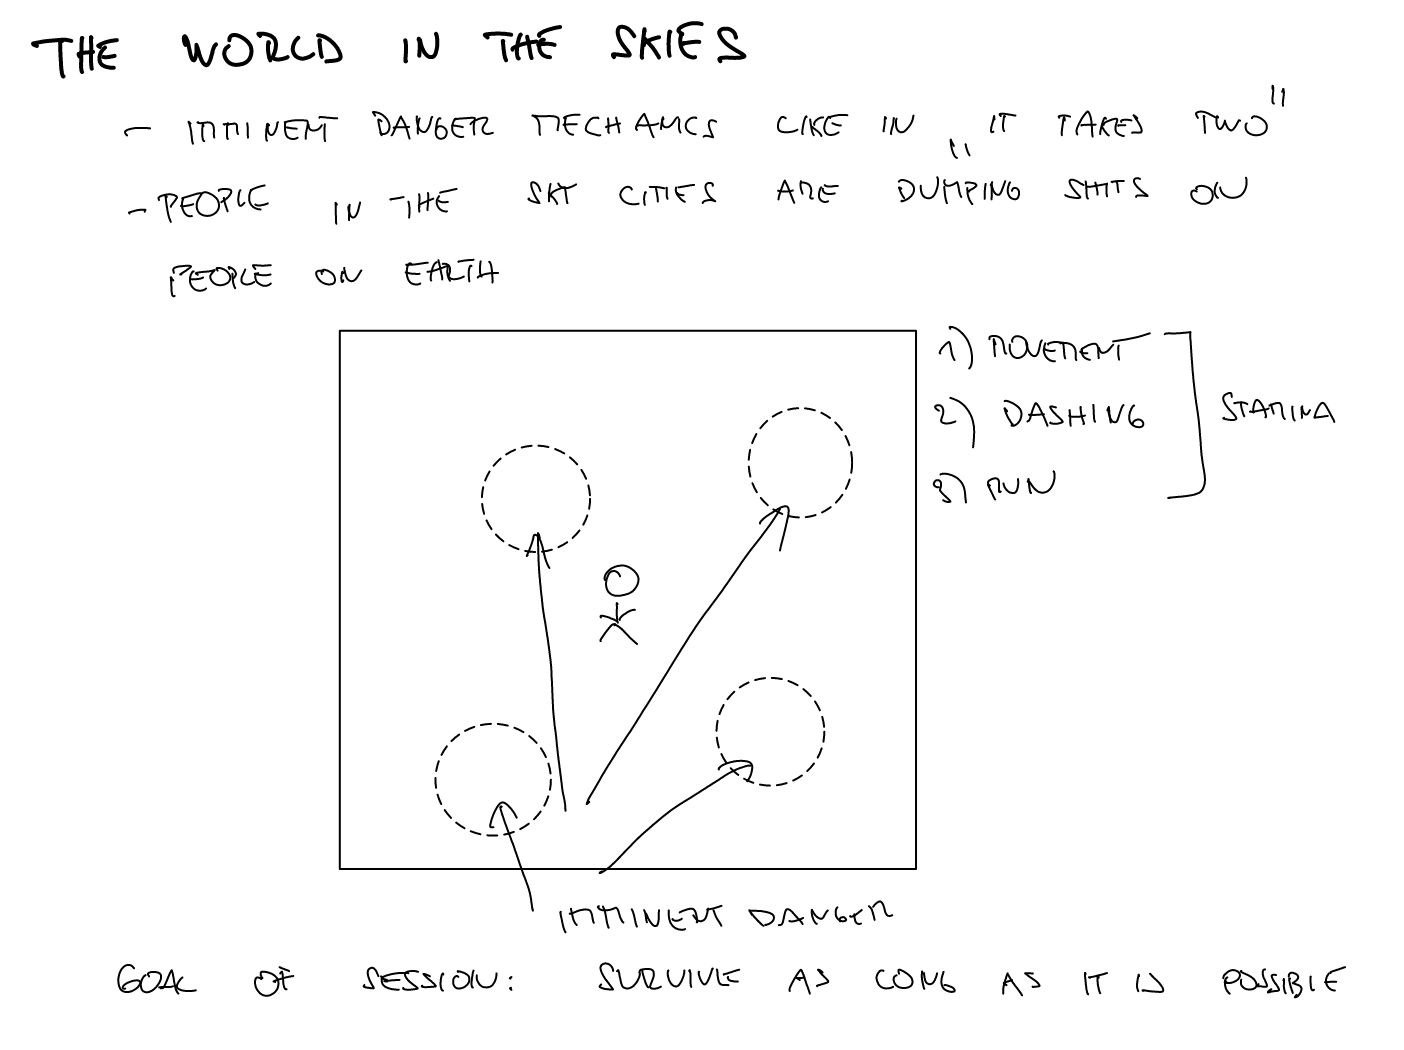 THE WORLD IN THE SKIES
- IMMINENT DANGER MECHANICS LIKE IN „IT TAKES TWO"
- PEOPLE IN THE SKY CITIES ARE DUMPING SHITS ON
PEOPLE ON EARTH
1) MOVEMENT
2) DASHING
STAMINA
3) RUN
IMMINENT DANGER
GOAL OF SESSION: SURVIVE AS LONG AS IT IS POSSIBLE